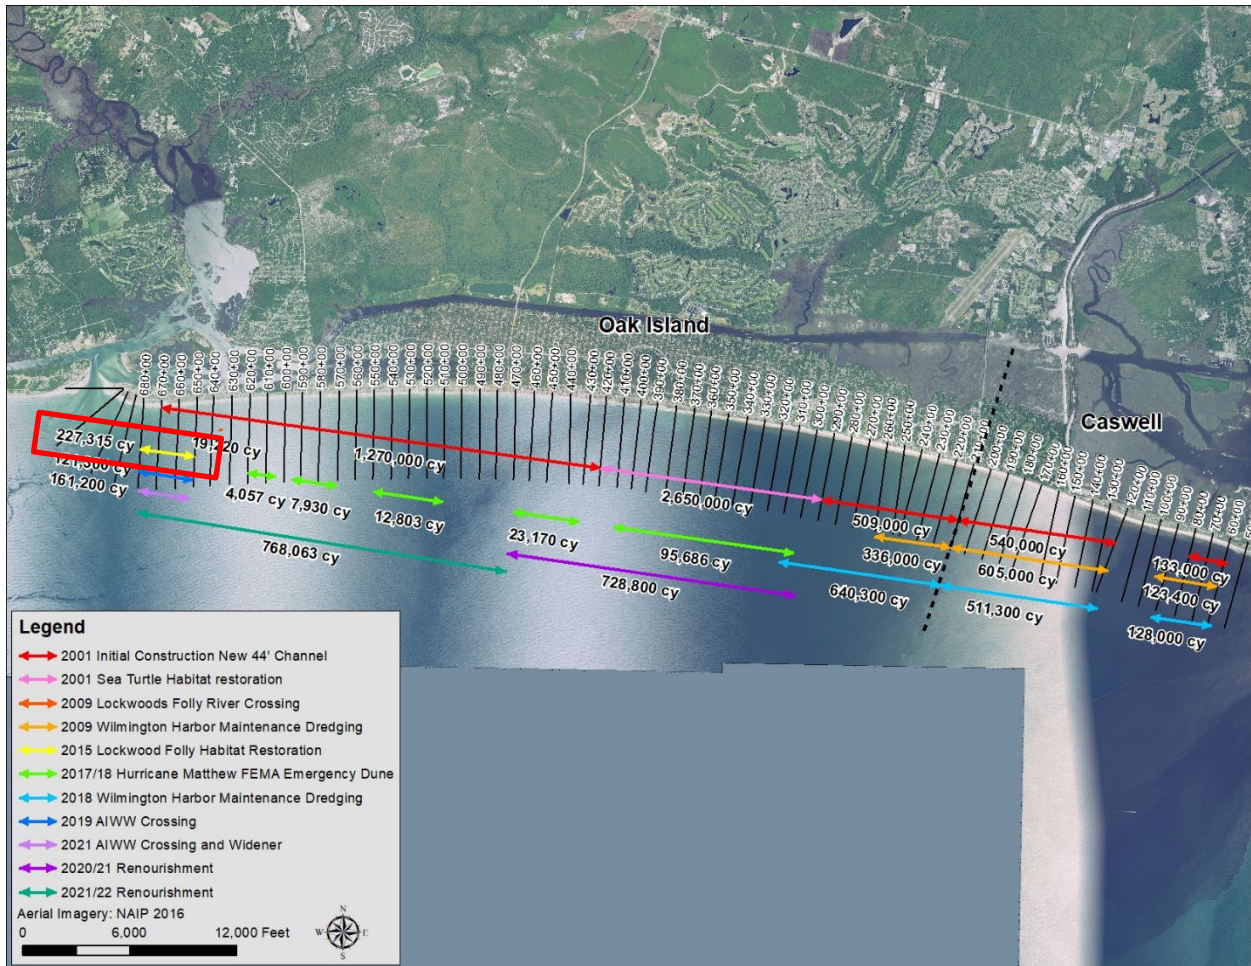 Oak Island
Caswell
680+00
670+00
660+00
650+00
640+00
630+00
620+00
610+00
600+00
590+00
580+00
570+00
560+00
550+00
540+00
530+00
520+00
510+00
500+00
490+00
480+00
470+00
460+00
450+00
440+00
430+00
420+00
410+00
400+00
390+00
380+00
370+00
360+00
350+00
340+00
330+00
320+00
310+00
300+00
290+00
280+00
270+00
260+00
250+00
240+00
230+00
220+00
210+00
200+00
190+00
180+00
170+00
160+00
150+00
140+00
130+00
120+00
110+00
100+00
90+00
80+00
70+00
60+00
227,315 cy
19,220 cy
121,300 cy
161,200 cy
1,270,000 cy
4,057 cy
7,930 cy
12,803 cy
2,650,000 cy
23,170 cy
95,686 cy
768,063 cy
728,800 cy
509,000 cy
540,000 cy
336,000 cy
605,000 cy
640,300 cy
511,300 cy
133,000 cy
123,400 cy
128,000 cy
Legend
2001 Initial Construction New 44' Channel
2001 Sea Turtle Habitat restoration
2009 Lockwoods Folly River Crossing
2009 Wilmington Harbor Maintenance Dredging
2015 Lockwood Folly Habitat Restoration
2017/18 Hurricane Matthew FEMA Emergency Dune
2018 Wilmington Harbor Maintenance Dredging
2019 AIWW Crossing
2021 AIWW Crossing and Widener
2020/21 Renourishment
2021/22 Renourishment
Aerial Imagery: NAIP 2016
0 6,000 12,000 Feet
N
W E
S